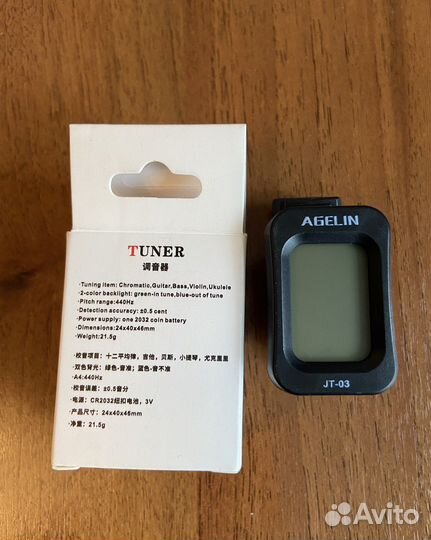 TUNER
调音器
·Tuning item: Chromatic,Guitar,Bass,Violin,Ukulele
·2-color backlight: green-in tune,blue-out of tune
·Pitch range:440Hz
·Detection accuracy: ±0.5 cent
·Power supply: one 2032 coin battery
·Dimensions:24x40x46mm
·Weight:21.5g
·校音项目：十二平均律，吉他，贝斯，小提琴，尤克里里
·双色背光：绿色-音准；蓝色-音不准
·A4:440Hz
·校音误差：±0.5音分
·电源：CR2032纽扣电池，3V
·产品尺寸：24x40x46mm
·净重：21.5g
AGELIN
JT-03
Avito